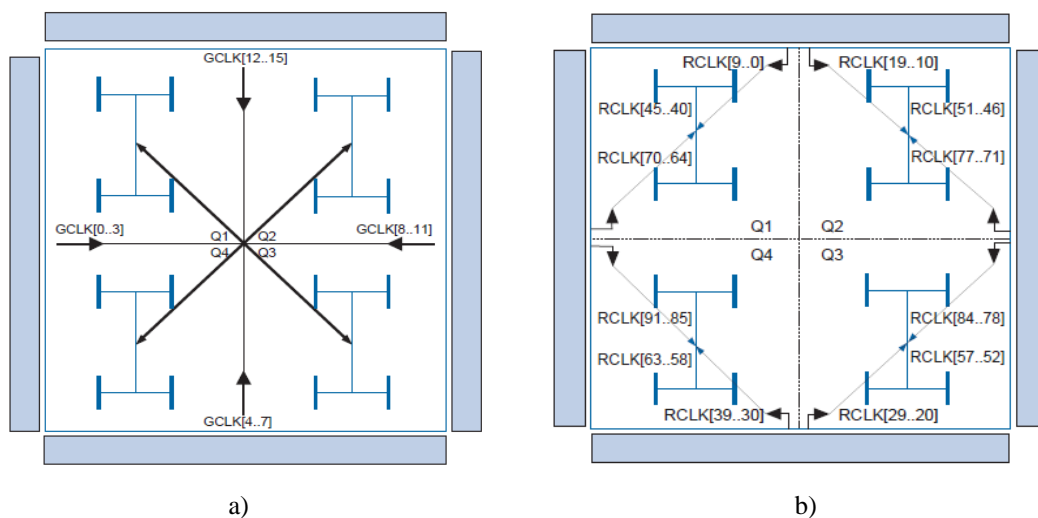 GCLK[12..15]
GCLK[0..3]
GCLK[8..11]
Q1 Q2
Q4 Q3
GCLK[4..7]
a)
RCLK[9..0]
RCLK[19..10]
RCLK[45..40]
RCLK[51..46]
RCLK[70..64]
RCLK[77..71]
Q1 Q2
Q4 Q3
RCLK[91..85]
RCLK[84..78]
RCLK[63..58]
RCLK[57..52]
RCLK[39..30]
RCLK[29..20]
b)